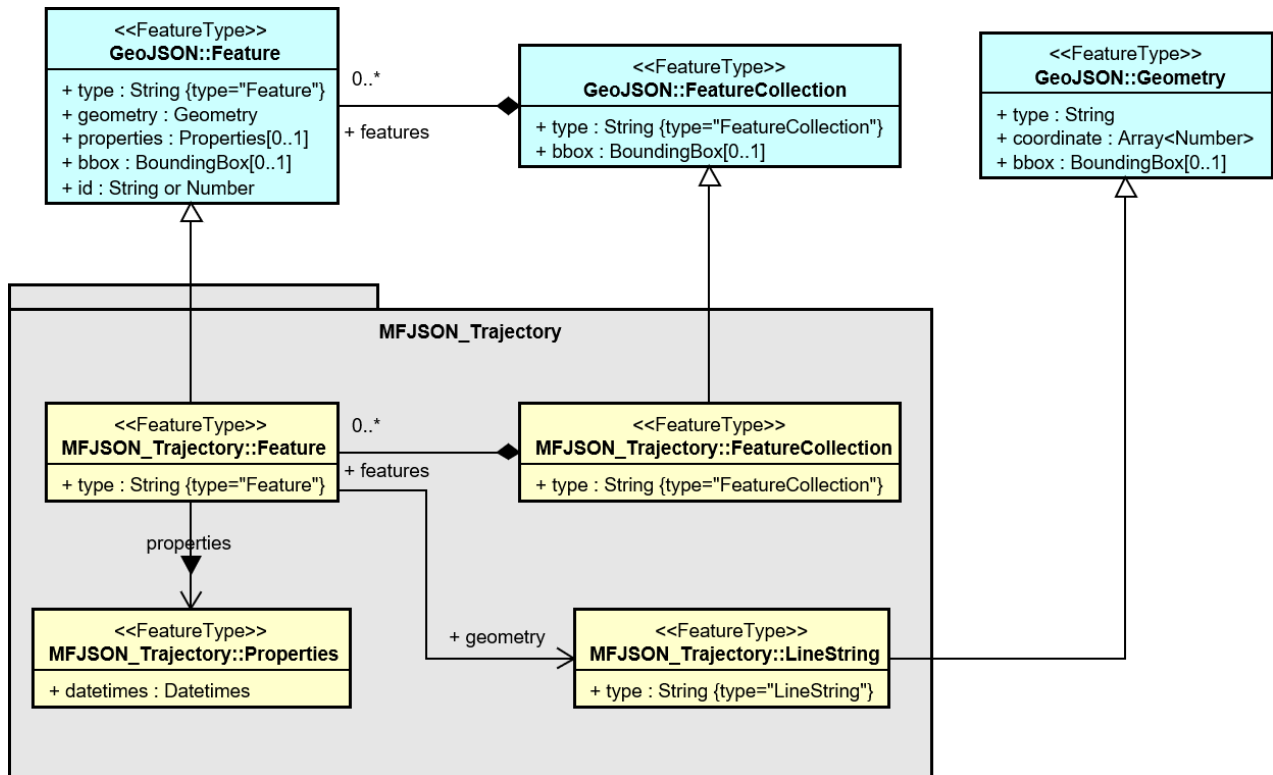 <<FeatureType>>
GeoJSON::Feature
+ type : String {type="Feature"}
+ geometry : Geometry
+ properties : Properties[0..1]
+ bbox : BoundingBox[0..1]
+ id : String or Number
0..*
+ features
<<FeatureType>>
GeoJSON::FeatureCollection
+ type : String {type="FeatureCollection"}
+ bbox : BoundingBox[0..1]
<<FeatureType>>
GeoJSON::Geometry
+ type : String
+ coordinate : Array<Number>
+ bbox : BoundingBox[0..1]
MFJSON_Trajectory
<<FeatureType>>
MFJSON_Trajectory::Feature
+ type : String {type="Feature"}
0..*
+ features
<<FeatureType>>
MFJSON_Trajectory::FeatureCollection
+ type : String {type="FeatureCollection"}
properties
<<FeatureType>>
MFJSON_Trajectory::Properties
+ datetimes : Datetimes
+ geometry
<<FeatureType>>
MFJSON_Trajectory::LineString
+ type : String {type="LineString"}